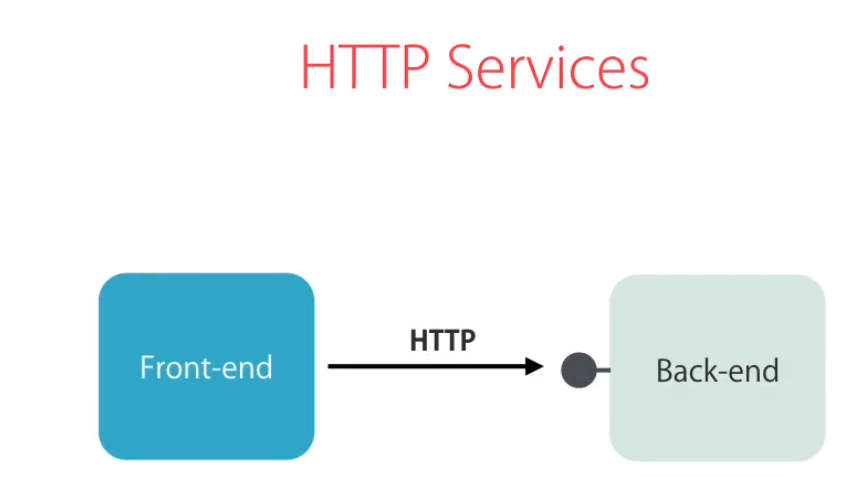 HTTP Services
HTTP
Front-end
Back-end